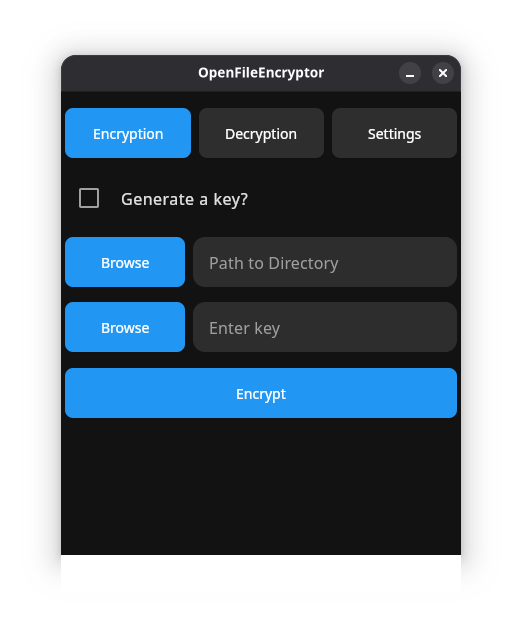 OpenFileEncryptor
Encryption Decryption Settings
Generate a key?
Browse Path to Directory
Browse Enter key
Encrypt